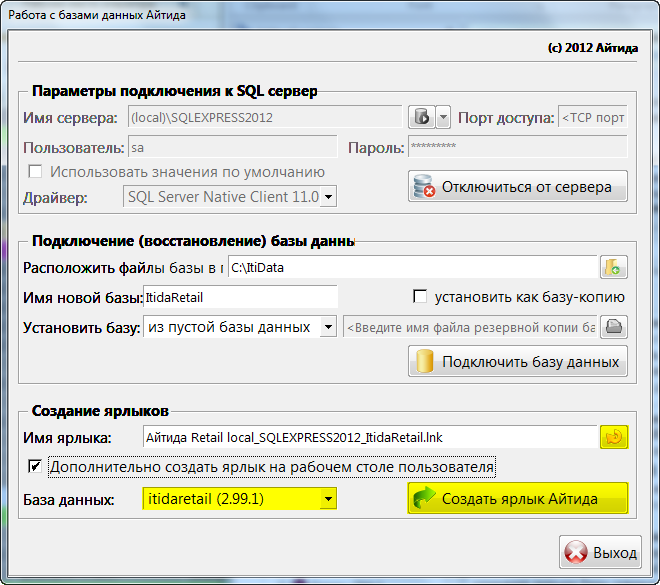 Работа с базами данных Айтида
(c) 2012 Айтида
Параметры подключения к SQL сервер
Имя сервера: (local)\SQLEXPRESS2012 Порт доступа: <TCP порт
Пользователь: sa Пароль: *********
Использовать значения по умолчанию
Драйвер: SQL Server Native Client 11.0 Отключиться от сервера
Подключение (восстановление) базы данны
Расположить файлы базы в п C:\ItiData
Имя новой базы: ItidaRetail установить как базу-копию
Установить базу: из пустой базы данных <Введите имя файла резервной копии ба
Подключить базу данных
Создание ярлыков
Имя ярлыка: Айтида Retail local_SQLEXPRESS2012_ItidaRetail.lnk
Дополнительно создать ярлык на рабочем столе пользователя
База данных: itidaretail (2.99.1) Создать ярлык Айтида
Выход